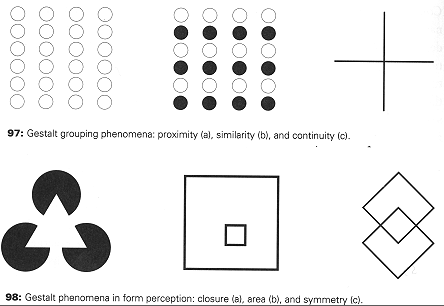 97: Gestalt grouping phenomena: proximity (a), similarity (b), and continuity (c).
98: Gestalt phenomena in form perception: closure (a), area (b), and symmetry (c).